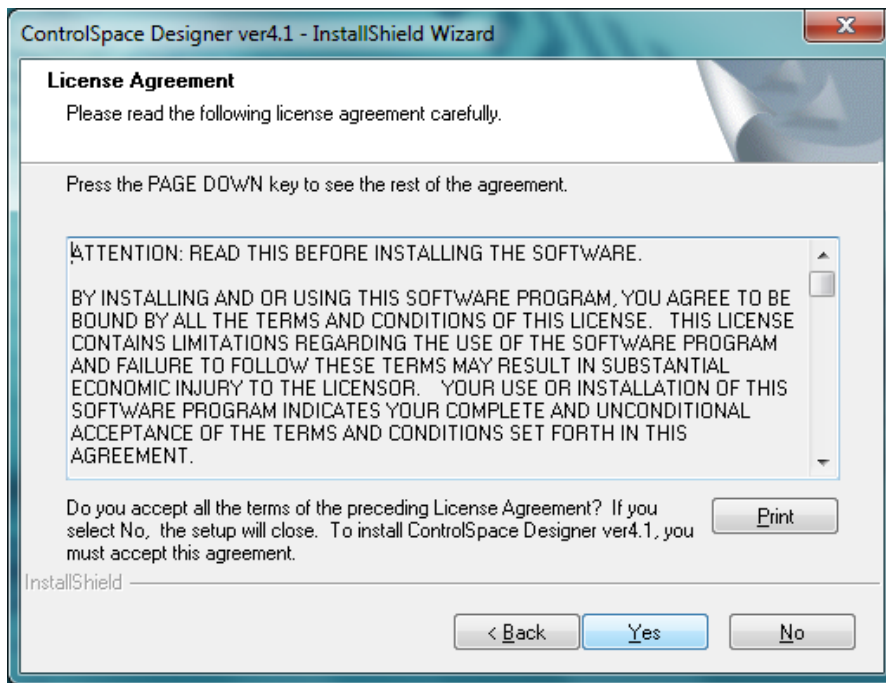 ControlSpace Designer ver4.1 - InstallShield Wizard
License Agreement
Please read the following license agreement carefully.
Press the PAGE DOWN key to see the rest of the agreement.
ATTENTION: READ THIS BEFORE INSTALLING THE SOFTWARE.
BY INSTALLING AND OR USING THIS SOFTWARE PROGRAM, YOU AGREE TO BE
BOUND BY ALL THE TERMS AND CONDITIONS OF THIS LICENSE.   THIS LICENSE
CONTAINS LIMITATIONS REGARDING THE USE OF THE SOFTWARE PROGRAM
AND FAILURE TO FOLLOW THESE TERMS MAY RESULT IN SUBSTANTIAL
ECONOMIC INJURY TO THE LICENSOR.   YOUR USE OR INSTALLATION OF THIS
SOFTWARE PROGRAM INDICATES YOUR COMPLETE AND UNCONDITIONAL
ACCEPTANCE OF THE TERMS AND CONDITIONS SET FORTH IN THIS
AGREEMENT.
Do you accept all the terms of the preceding License Agreement?  If you
select No,  the setup will close.  To install ControlSpace Designer ver4.1, you
must accept this agreement.
Print
InstallShield
< Back
Yes
No